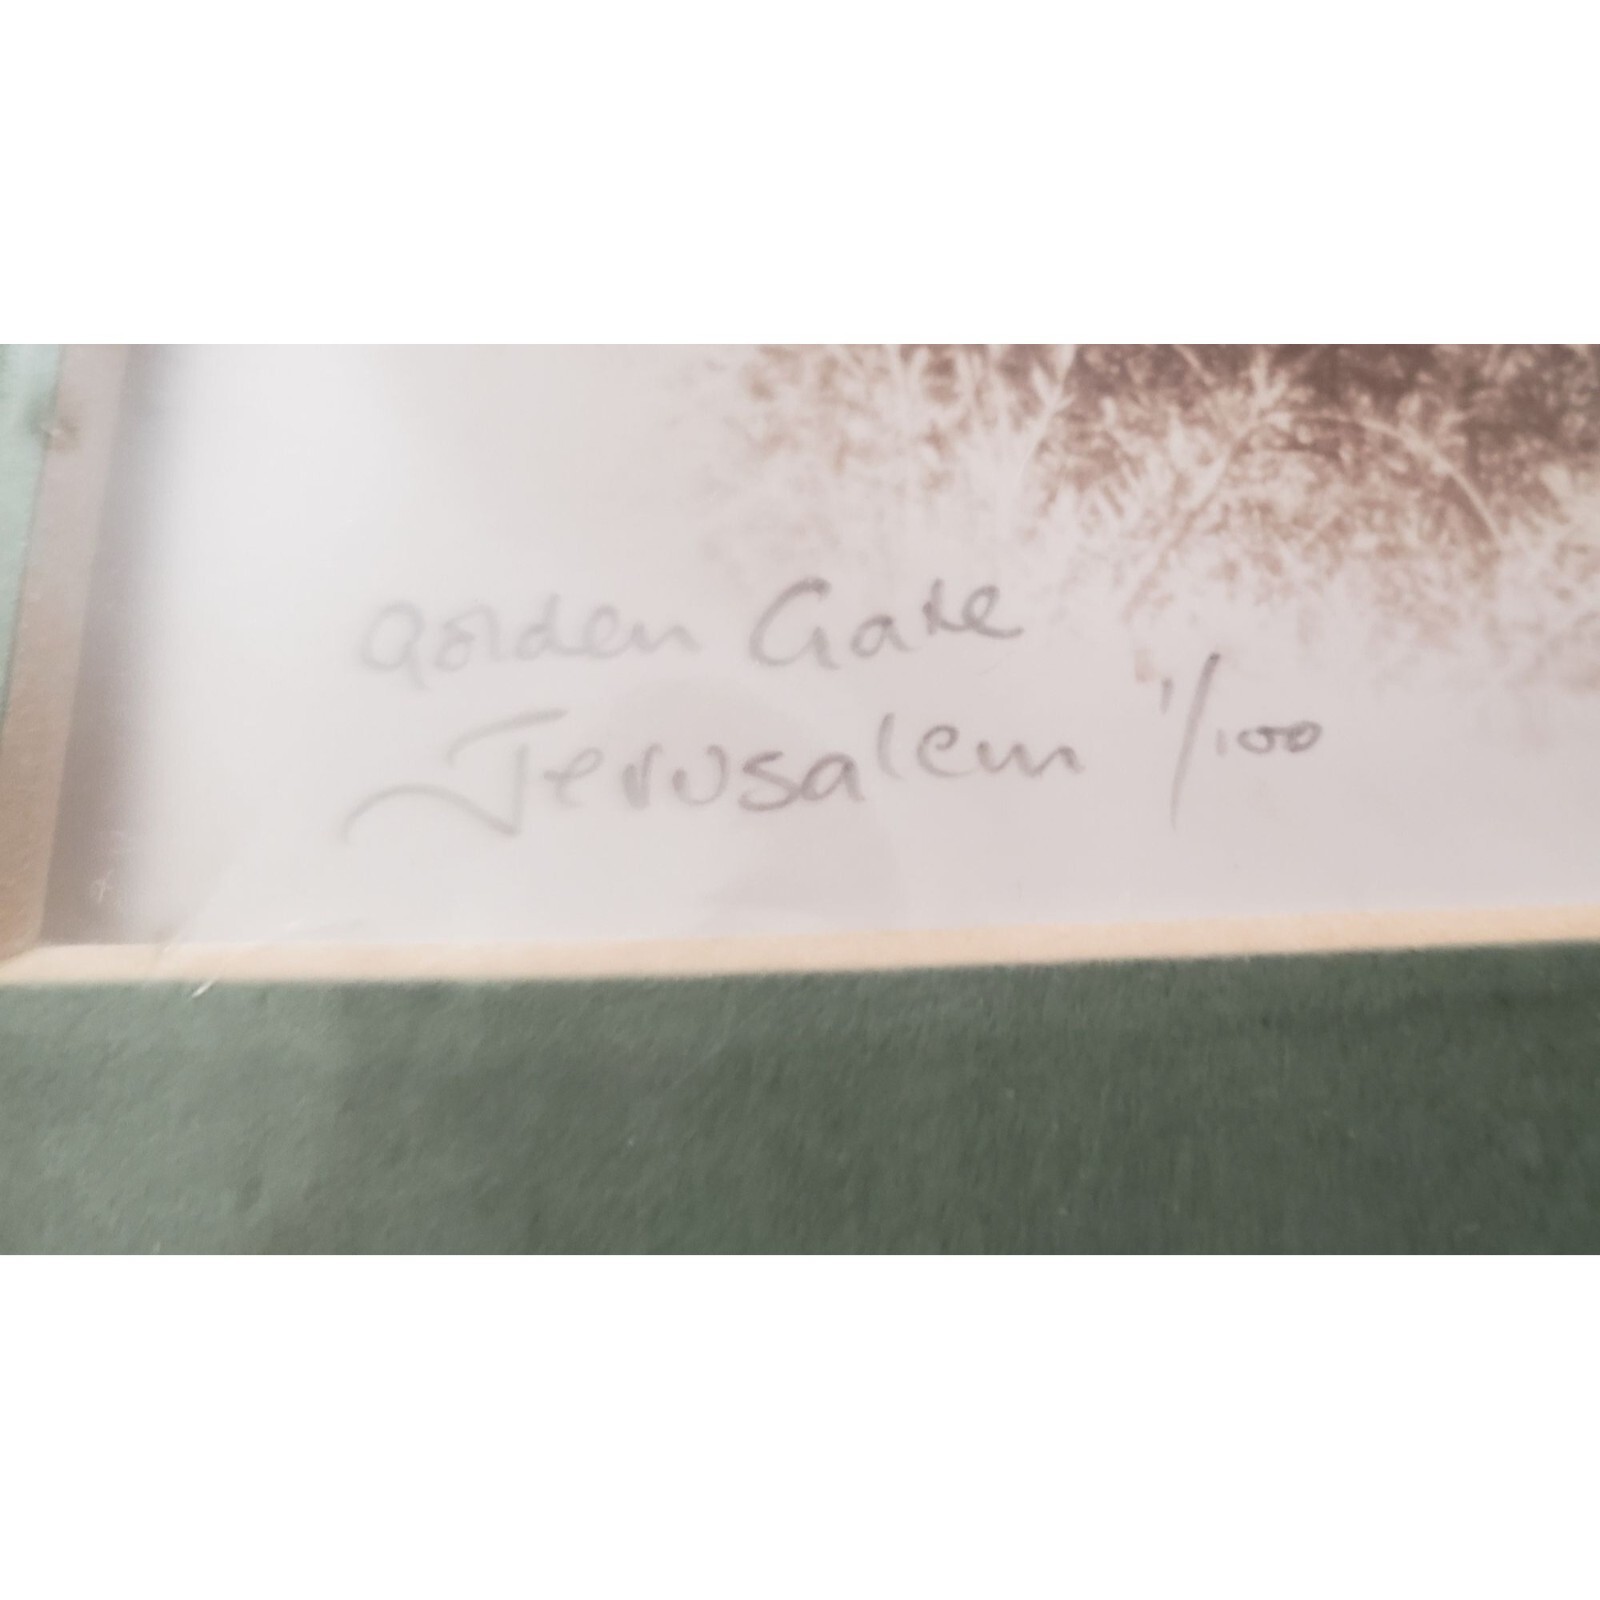 Golden Gate
Jerusalem 1/100